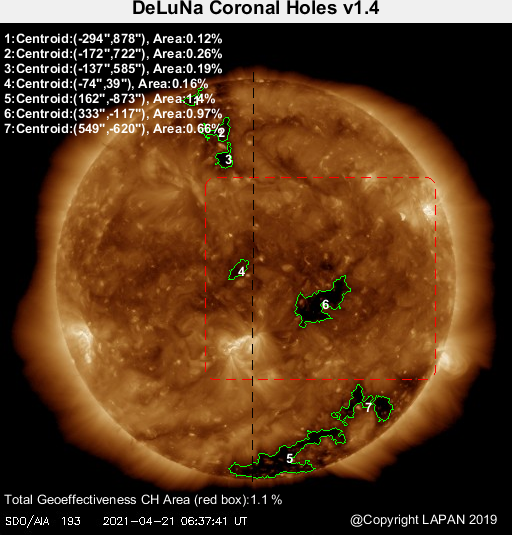 DeLuNa Coronal Holes v1.4
1:Centroid:(-294",878"), Area:0.12%
2:Centroid:(-172",722"), Area:0.26%
3:Centroid:(-137",585"), Area:0.19%
4:Centroid:(-74",39"), Area:0.16%
5:Centroid:(162",-873"), Area:1.4%
6:Centroid:(333",-117"), Area:0.97%
7:Centroid:(549",-620"), Area:0.66%
2
3
4
6
7
5
Total Geoeffectiveness CH Area (red box):1.1 %
SDO/AIA 193 2021-04-21 06:37:41 UT
@Copyright LAPAN 2019